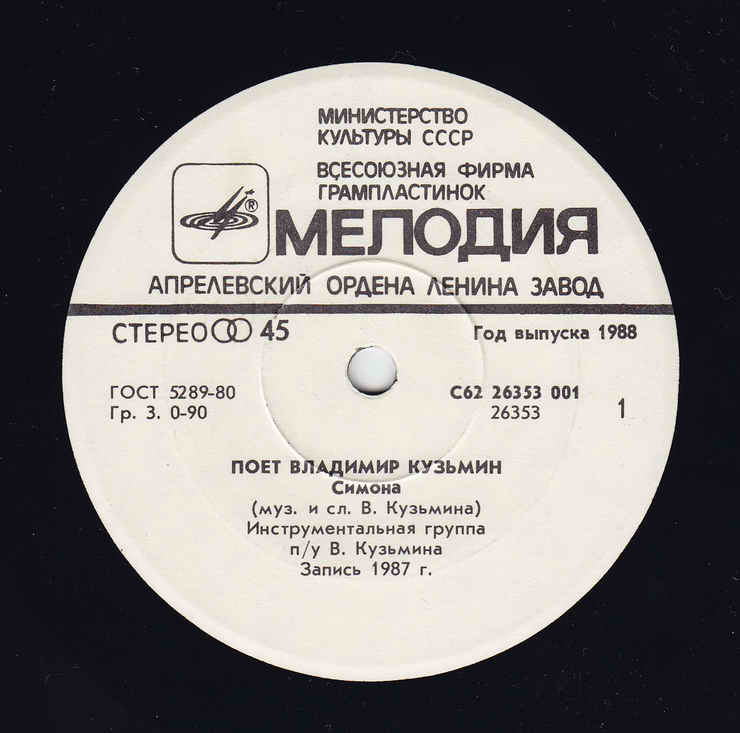 МИНИСТЕРСТВО
КУЛЬТУРЫ СССР
ВСЕСОЮЗНАЯ ФИРМА
ГРАМПЛАСТИНОК
®
МЕЛОДИЯ
АПРЕЛЕВСКИЙ ОРДЕНА ЛЕНИНА ЗАВОД
СТЕРЕО 45 Год выпуска 1988
ГОСТ 5289-80 С62 26353 001
Гр. 3. 0-90 26353 1
ПОЕТ ВЛАДИМИР КУЗЬМИН
Симона
(муз. и сл. В. Кузьмина)
Инструментальная группа
п/у В. Кузьмина
Запись 1987 г.